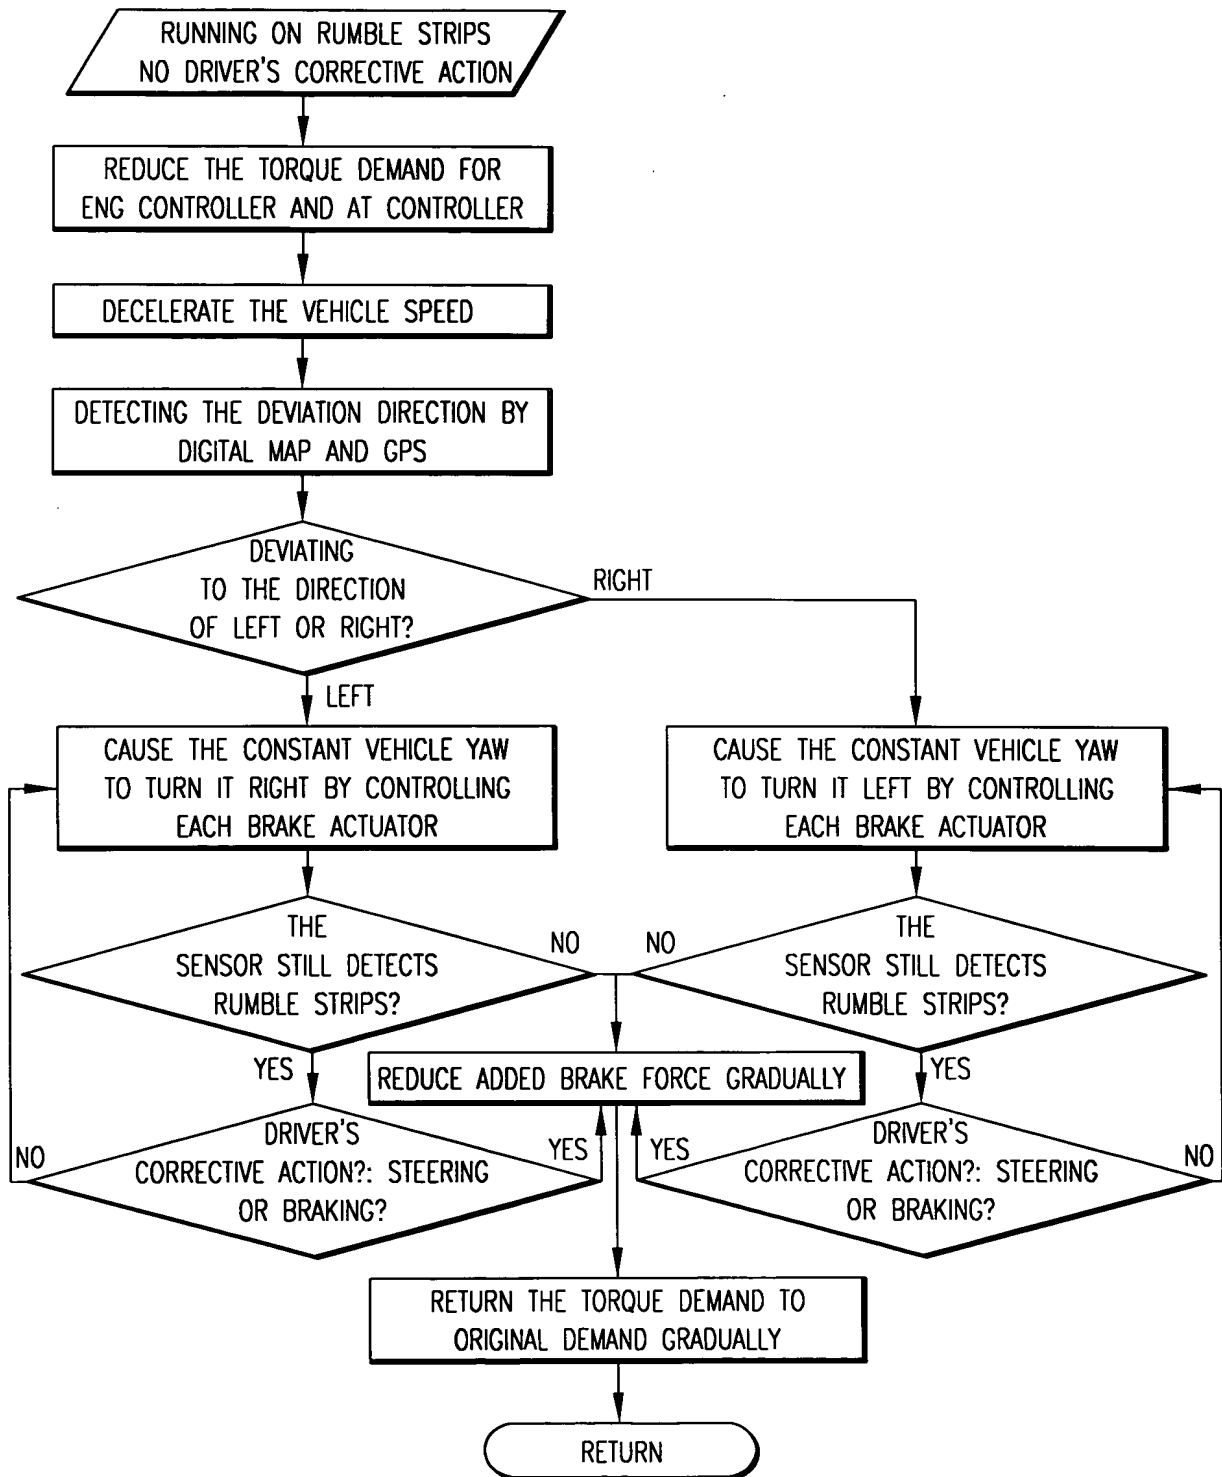 RUNNING ON RUMBLE STRIPS
NO DRIVER'S CORRECTIVE ACTION
REDUCE THE TORQUE DEMAND FOR
ENG CONTROLLER AND AT CONTROLLER
DECELERATE THE VEHICLE SPEED
DETECTING THE DEVIATION DIRECTION BY
DIGITAL MAP AND GPS
DEVIATING
TO THE DIRECTION
OF LEFT OR RIGHT?
RIGHT
LEFT
CAUSE THE CONSTANT VEHICLE YAW
TO TURN IT RIGHT BY CONTROLLING
EACH BRAKE ACTUATOR
CAUSE THE CONSTANT VEHICLE YAW
TO TURN IT LEFT BY CONTROLLING
EACH BRAKE ACTUATOR
THE
SENSOR STILL DETECTS
RUMBLE STRIPS?
NO
NO
THE
SENSOR STILL DETECTS
RUMBLE STRIPS?
YES
REDUCE ADDED BRAKE FORCE GRADUALLY
YES
NO
DRIVER'S
CORRECTIVE ACTION?: STEERING
OR BRAKING?
YES
YES
DRIVER'S
CORRECTIVE ACTION?: STEERING
OR BRAKING?
NO
RETURN THE TORQUE DEMAND TO
ORIGINAL DEMAND GRADUALLY
RETURN